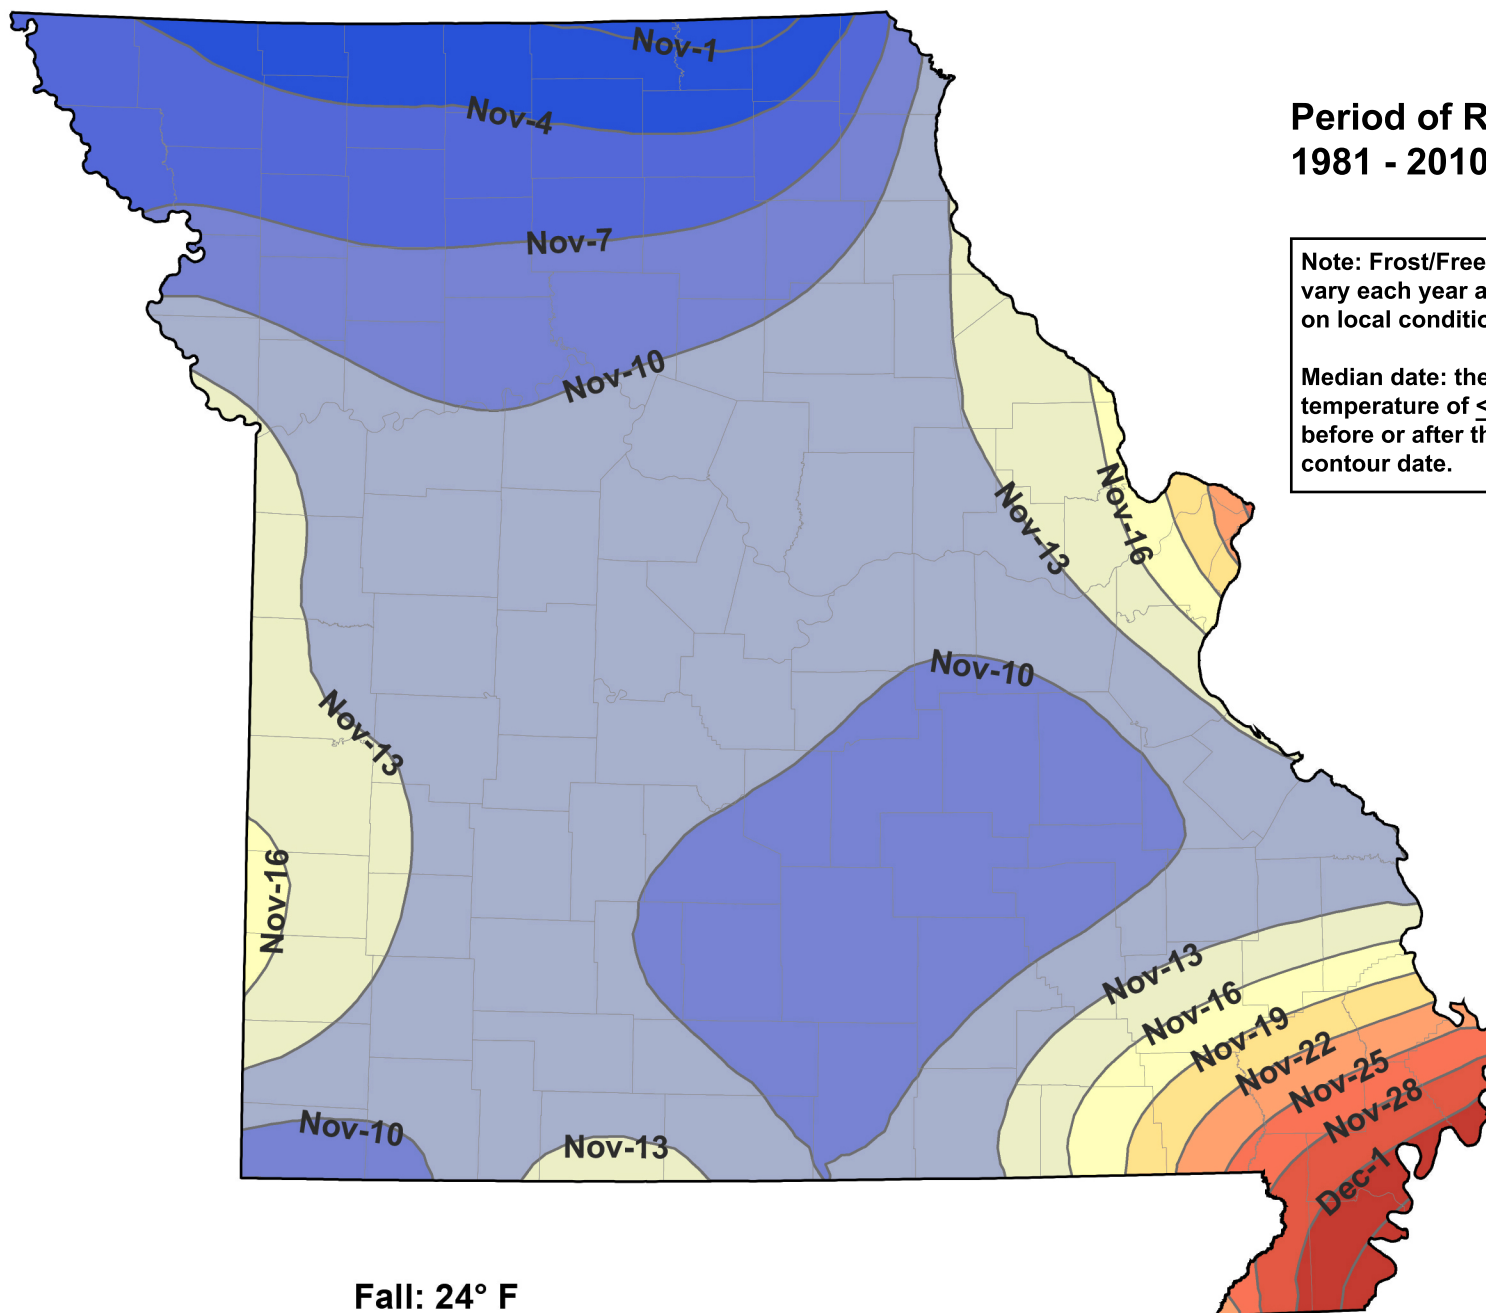 Nov-1
Period of R
1981 - 2010
Nov-4
Nov-7
Note: Frost/Free
vary each year a
on local conditio
Median date: the
temperature of <
before or after th
contour date.
Nov-10
Nov-13
Nov-16
Nov-10
Nov-13
Nov-16
Nov-13
Nov-16
Nov-19
Nov-22
Nov-25
Nov-28
Nov-10
Nov-13
Dec-1
Fall: 24° F